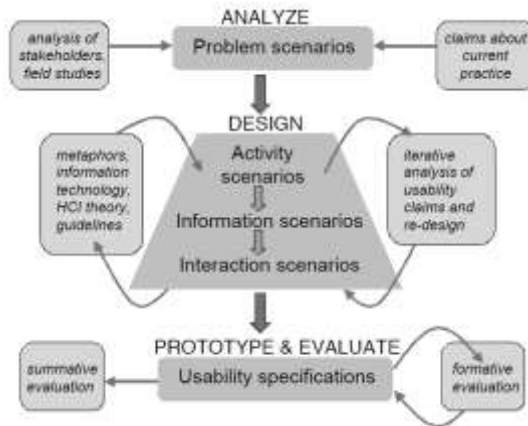 ANALYZE
analysis of
stakeholders,
field studies
Problem scenarios
claims about
current
practice
DESIGN
metaphors,
information
technology,
HCI theory,
guidelines
Activity
scenarios
Information scenarios
Interaction scenarios
iterative
analysis of
usability
claims and
re-design
PROTOTYPE & EVALUATE
summative
evaluation
Usability specifications
formative
evaluation